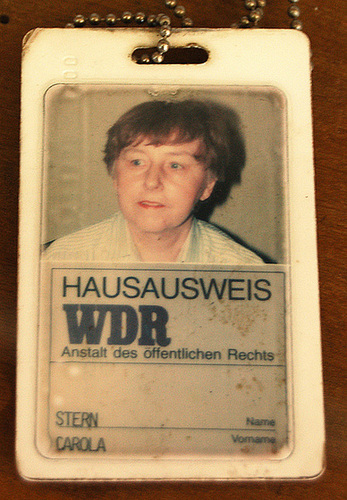 HAUSAUSWEIS
WDR
Anstalt des öffentlichen Rechts
STERN Name
CAROLA Vorname